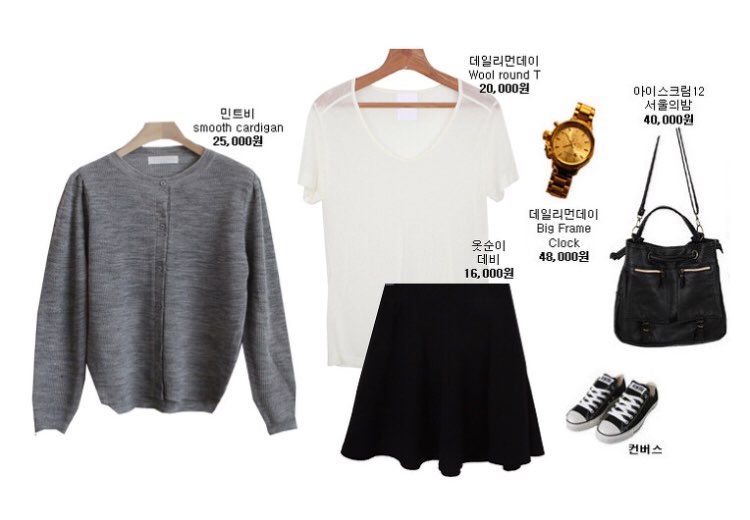 민트비
smooth cardigan
25,000원
데일리먼데이
Wool round T
20,000원
아이스크림12
서울의밤
40,000원
데일리먼데이
Big Frame
Clock
48,000원
옷순이
데비
16,000원
컨버스